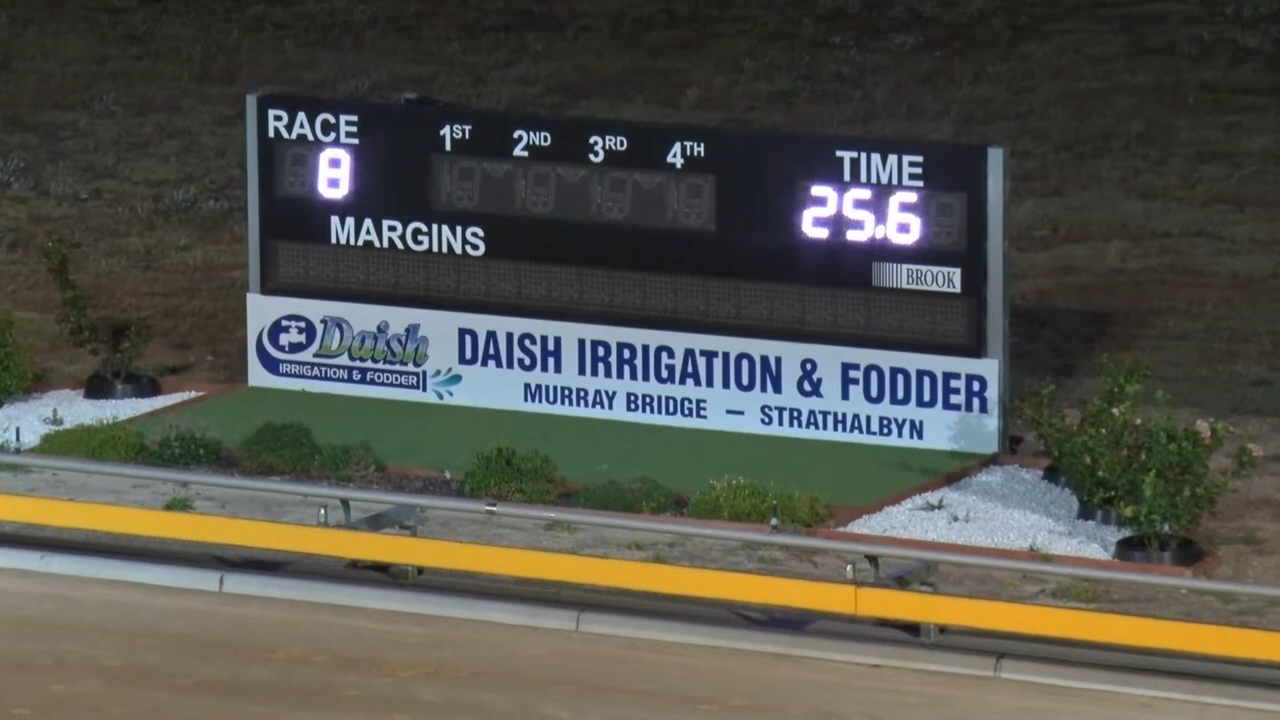 RACE 1ST 2ND 3RD 4TH TIME
8 25.6
MARGINS
BROOK
Daish
IRRIGATION & FODDER
DAISH IRRIGATION & FODDER
MURRAY BRIDGE – STRATHALBYN